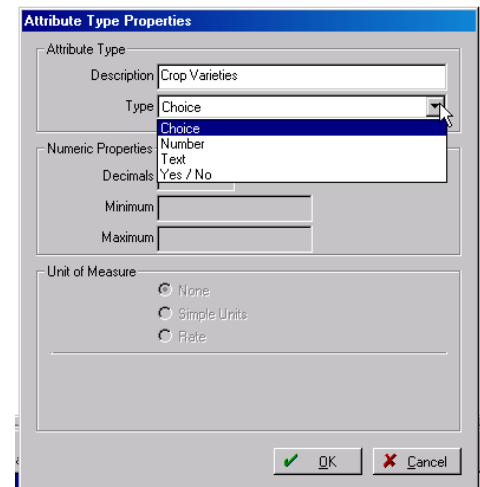 Attribute Type Properties
Attribute Type
Description Crop Varieties
Type Choice
Choice
Number
Text
Yes / No
Numeric Properties
Decimals
Minimum
Maximum
Unit of Measure
None
Simple Units
Rate
OK Cancel